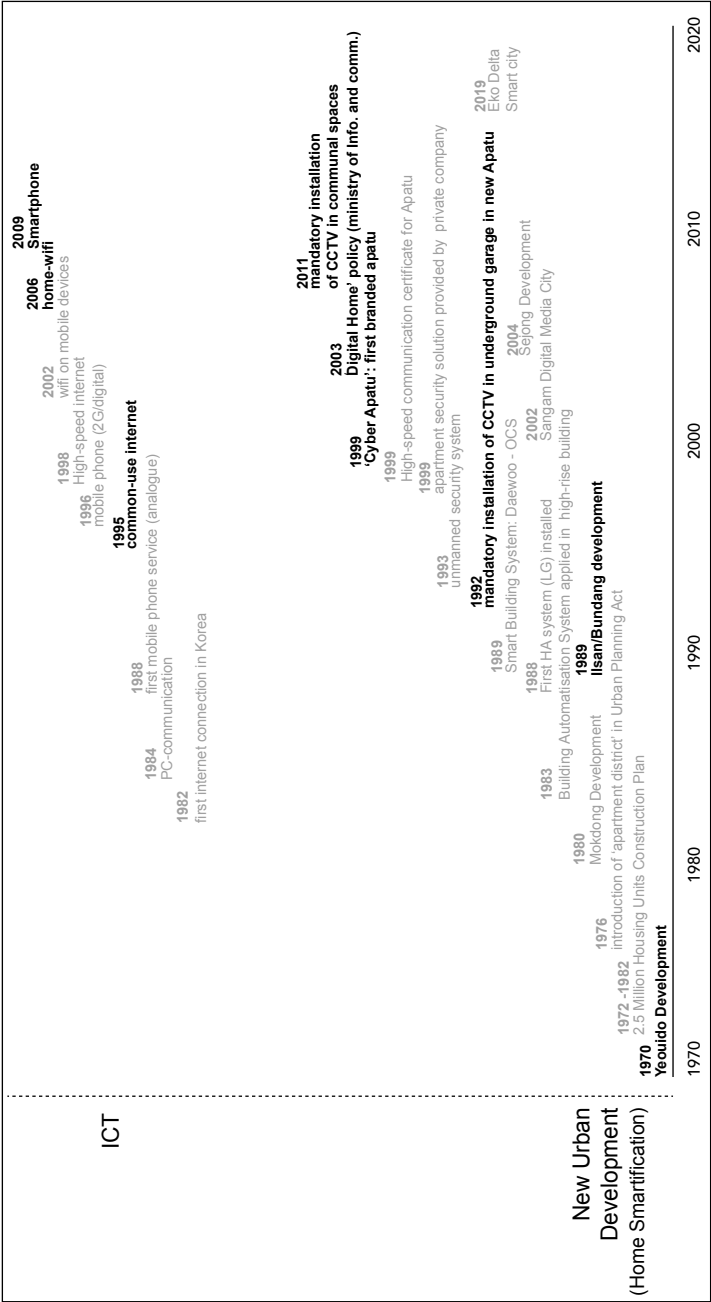 ICT
2009
Smartphone
2006
home-wifi
2002
wifi on mobile devices
1998
High-speed internet
1996
mobile phone (2G/digital)
1995
common-use internet
1988
first mobile phone service (analogue)
1984
PC-communication
1982
first internet connection in Korea
New Urban
Development
(Home Smartification)
2011
mandatory installation
of CCTV in communal spaces
2003
Digital Home' policy (ministry of Info. and comm.)
1999
'Cyber Apatu': first branded apatu
1999
High-speed communication certificate for Apatu
1999
apartment security solution provided by private company
1993
unmanned security system
1992
mandatory installation of CCTV in underground garage in new Apatu
2019
Eko Delta
Smart city
1989
Smart Building System: Daewoo - OCS
2004
Sejong Development
1988
First HA system (LG) installed
2002
Sangam Digital Media City
1983
Building Automatisation System applied in high-rise building
1989
Ilsan/Bundang development
1980
Mokdong Development
1976
introduction of 'apartment district' in Urban Planning Act
1972 -1982
2.5 Million Housing Units Construction Plan
1970
Yeouido Development
1970 1980 1990 2000 2010 2020